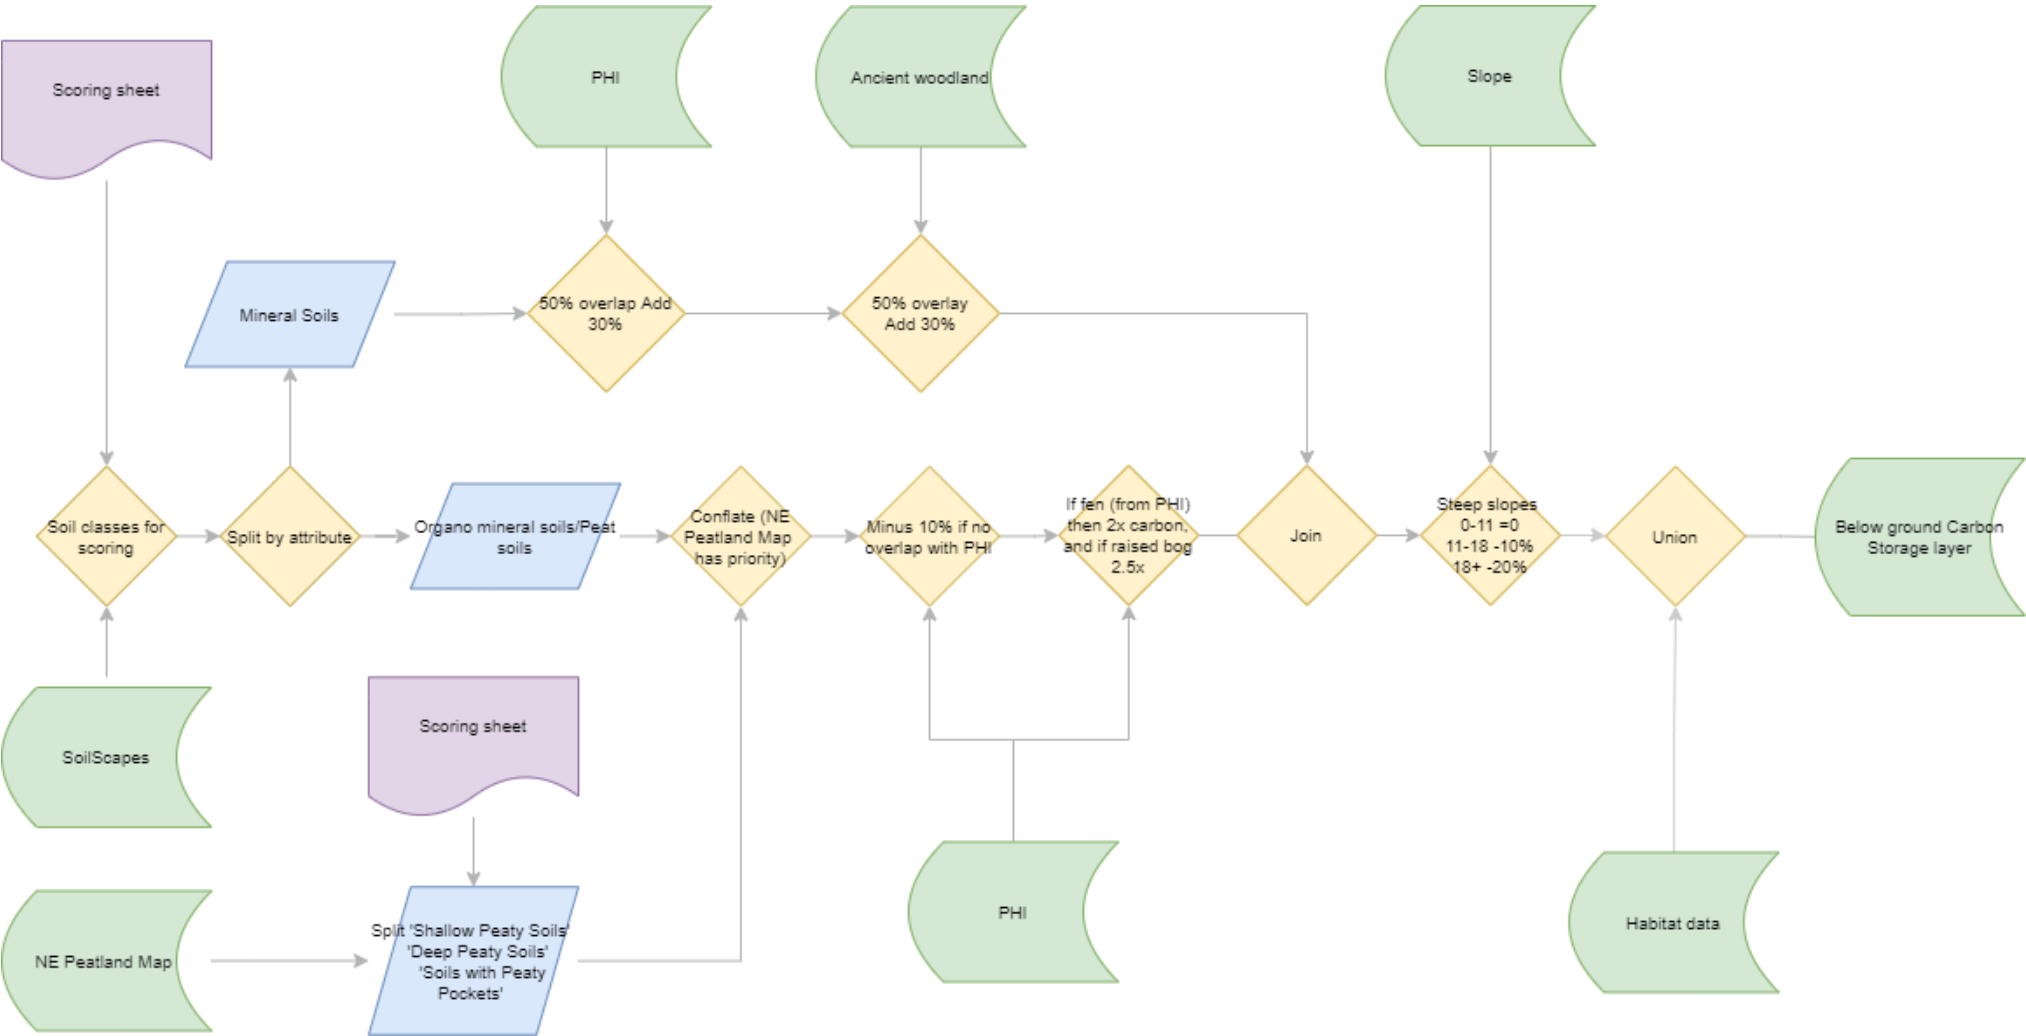 Scoring sheet
PHI
Ancient woodland
Slope
Mineral Soils
50% overlap Add
30%
50% overlay
Add 30%
Soil classes for
scoring
Split by attribute
Organo mineral soils/Peat
soils
Conflate (NE
Peatland Map
has priority)
Minus 10% if no
overlap with PHI
If fen (from PHI)
then 2x carbon,
and if raised bog
2.5x
Join
Steep slopes
0-11 =0
11-18 -10%
18+ -20%
Union
Below ground Carbon
Storage layer
SoilScapes
Scoring sheet
NE Peatland Map
Split 'Shallow Peaty Soils'
'Deep Peaty Soils'
'Soils with Peaty
Pockets'
PHI
Habitat data